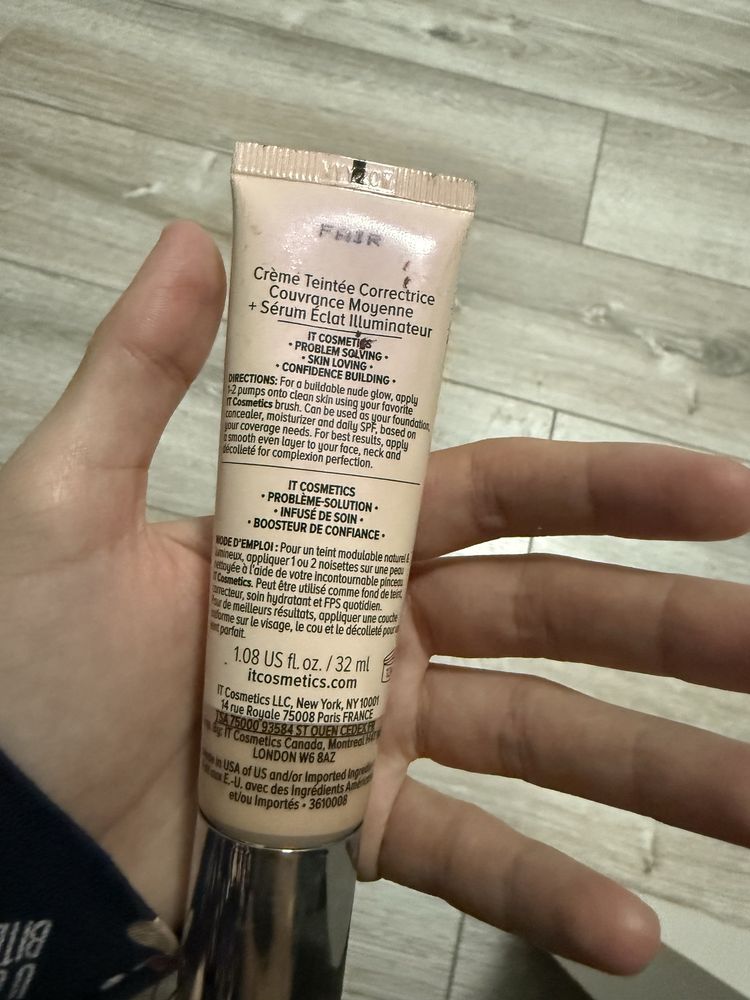 FAIR
Crème Teintée Correctrice
Couvrance Moyenne
+ Sérum Éclat Illuminateur
IT COSMETICS
• PROBLEM SOLVING •
• SKIN LOVING •
• CONFIDENCE BUILDING •
DIRECTIONS: For a buildable nude glow, apply
1-2 pumps onto clean skin using your favorite
IT Cosmetics brush. Can be used as your foundation,
concealer, moisturizer and daily SPF, based on
your coverage needs. For best results, apply
a smooth even layer to your face, neck and
décolleté for complexion perfection.
IT COSMETICS
• PROBLÈME-SOLUTION •
• INFUSÉ DE SOIN •
• BOOSTEUR DE CONFIANCE •
MODE D'EMPLOI : Pour un teint modulable naturel &
lumineux, appliquer 1 ou 2 noisettes sur une peau
nettoyée à l'aide de votre incontournable pinceau
IT Cosmetics. Peut être utilisé comme fond de teint,
correcteur, soin hydratant et FPS quotidien.
Pour de meilleurs résultats, appliquer une couche
uniforme sur le visage, le cou et le décolleté pour un
teint parfait.
1.08 US fl. oz. / 32 ml
itcosmetics.com
IT Cosmetics LLC, New York, NY 10001
14 rue Royale 75008 Paris FRANCE
TSA 75000 93584 ST OUEN CEDEX FR
by: IT Cosmetics Canada, Montreal
LONDON W6 8AZ
in USA of US and/or Imported
aux E.-U. avec des Ingrédients
et/ou Importés • 3610008